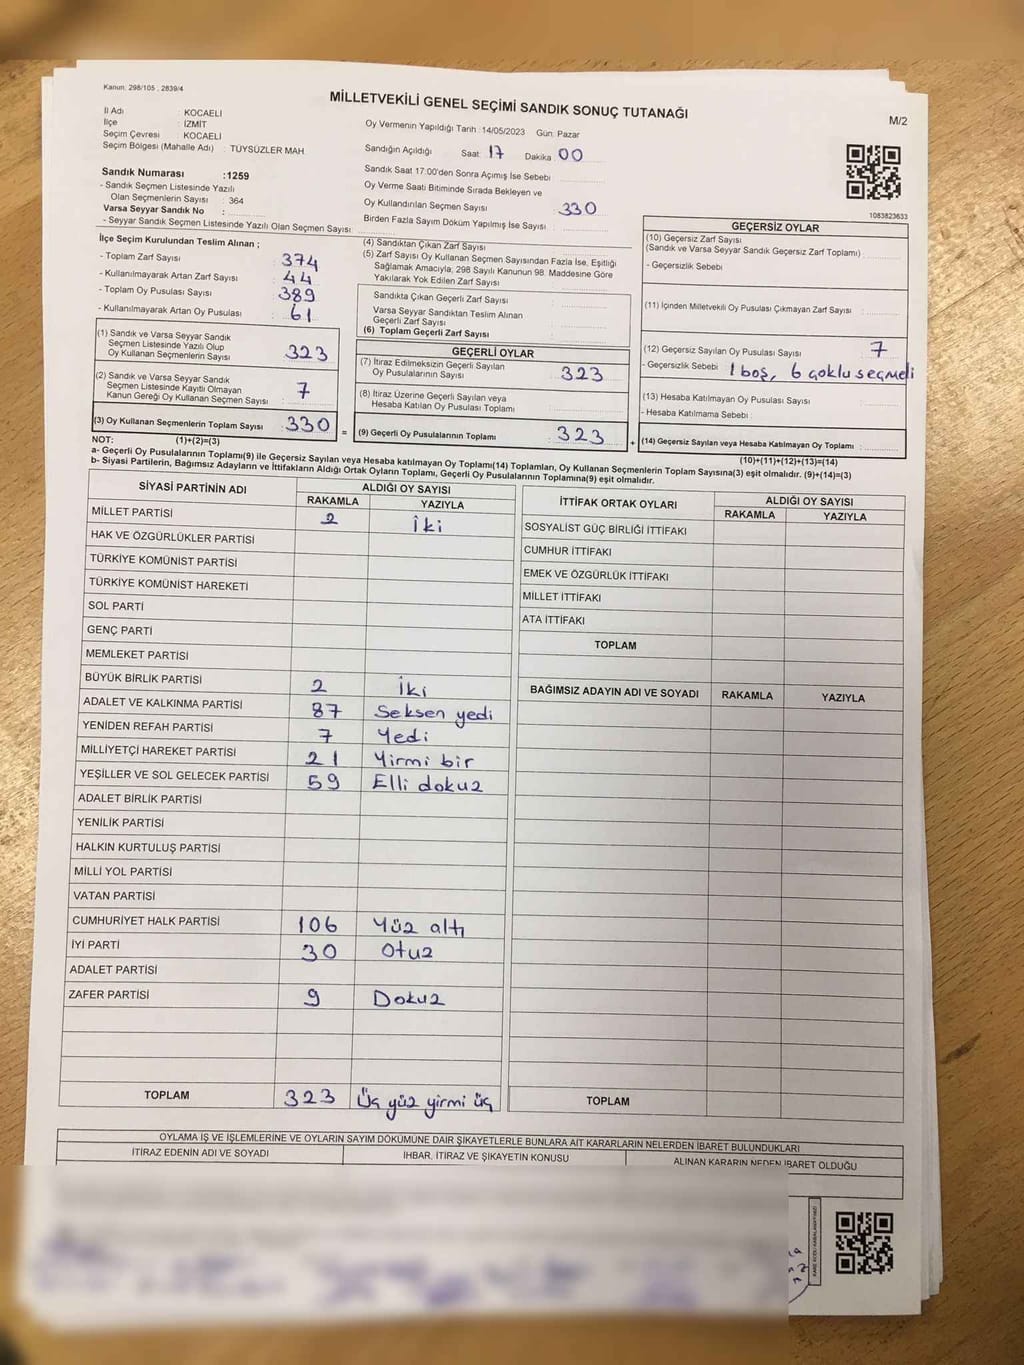 Kanun: 298/105 , 2839/4
MİLLETVEKİLİ GENEL SEÇİMİ SANDIK SONUÇ TUTANAĞI
M/2
İl Adı : KOCAELİ
İlçe : İZMİT
Seçim Çevresi : KOCAELİ
Seçim Bölgesi (Mahalle Adı) : TÜYSÜZLER MAH.
Oy Vermenin Yapıldığı Tarih : 14/05/2023 Gün: Pazar
Sandığın Açıldığı Saat: 17 Dakika: 00
Sandık Saat 17:00'den Sonra Açımış İse Sebebi
Oy Verme Saati Bitiminde Sırada Bekleyen ve
Oy Kullandırılan Seçmen Sayısı : 330
Birden Fazla Sayım Döküm Yapılmış İse Sayısı :
Sandık Numarası :1259
- Sandık Seçmen Listesinde Yazılı
Olan Seçmenlerin Sayısı : 364
Varsa Seyyar Sandık No :
- Seyyar Sandık Seçmen Listesinde Yazılı Olan Seçmen Sayısı:
1083823633
İlçe Seçim Kurulundan Teslim Alınan ;
- Toplam Zarf Sayısı : 374
- Kullanılmayarak Artan Zarf Sayısı : 44
- Toplam Oy Pusulası Sayısı : 389
- Kullanılmayarak Artan Oy Pusulası : 61
(1) Sandık ve Varsa Seyyar Sandık
Seçmen Listesinde Yazılı Olup
Oy Kullanan Seçmenlerin Sayısı : 323
(2) Sandık ve Varsa Seyyar Sandık
Seçmen Listesinde Kayıtlı Olmayan
Kanun Gereği Oy Kullanan Seçmen Sayısı : 7
(3) Oy Kullanan Seçmenlerin Toplam Sayısı : 330
(4) Sandıktan Çıkan Zarf Sayısı
(5) Zarf Sayısı Oy Kullanan Seçmen Sayısından Fazla İse, Eşitliği
Sağlamak Amacıyla, 298 Sayılı Kanunun 98. Maddesine Göre
Yakılarak Yok Edilen Zarf Sayısı
Sandıkta Çıkan Geçerli Zarf Sayısı
Varsa Seyyar Sandıktan Teslim Alınan
Geçerli Zarf Sayısı
(6) Toplam Geçerli Zarf Sayısı
GEÇERLİ OYLAR
(7) İtiraz Edilmeksizin Geçerli Sayılan
Oy Pusulalarının Sayısı : 323
(8) İtiraz Üzerine Geçerli Sayılan veya
Hesaba Katılan Oy Pusulası Toplamı
= (9) Geçerli Oy Pusulalarının Toplamı : 323
GEÇERSİZ OYLAR
(10) Geçersiz Zarf Sayısı
(Sandık ve Varsa Seyyar Sandık Geçersiz Zarf Toplamı) :
- Geçersizlik Sebebi
(11) İçinden Milletvekili Oy Pusulası Çıkmayan Zarf Sayısı :
(12) Geçersiz Sayılan Oy Pusulası Sayısı : 7
- Geçersizlik Sebebi : 1 boş, 6 çoklu seçmeli
(13) Hesaba Katılmayan Oy Pusulası Sayısı
- Hesaba Katılmama Sebebi :
+ (14) Geçersiz Sayılan veya Hesaba Katılmayan Oy Toplamı :
NOT: (1)+(2)=(3)
(10)+(11)+(12)+(13)=(14)
a- Geçerli Oy Pusulalarının Toplamı(9) ile Geçersiz Sayılan veya Hesaba katılmayan Oy Toplamı(14) Toplamları, Oy Kullanan Seçmenlerin Toplam Sayısına(3) eşit olmalıdır. (9)+(14)=(3)
b- Siyasi Partilerin, Bağımsız Adayların ve İttifakların Aldığı Ortak Oyların Toplamı, Geçerli Oy Pusulalarının Toplamına(9) eşit olmalıdır.
SİYASİ PARTİNİN ADI ALDIĞI OY SAYISI
RAKAMLA YAZIYLA
MİLLET PARTİSİ 2 İki
HAK VE ÖZGÜRLÜKLER PARTİSİ
TÜRKİYE KOMÜNİST PARTİSİ
TÜRKİYE KOMÜNİST HAREKETİ
SOL PARTİ
GENÇ PARTİ
MEMLEKET PARTİSİ
BÜYÜK BİRLİK PARTİSİ 2 İki
ADALET VE KALKINMA PARTİSİ 87 Seksen yedi
YENİDEN REFAH PARTİSİ 7 Yedi
MİLLİYETÇİ HAREKET PARTİSİ 21 Yirmi bir
YEŞİLLER VE SOL GELECEK PARTİSİ 59 Elli dokuz
ADALET BİRLİK PARTİSİ
YENİLİK PARTİSİ
HALKIN KURTULUŞ PARTİSİ
MİLLİ YOL PARTİSİ
VATAN PARTİSİ
CUMHURİYET HALK PARTİSİ 106 Yüz altı
İYİ PARTİ 30 Otuz
ADALET PARTİSİ
ZAFER PARTİSİ 9 Dokuz
TOPLAM 323 Üç yüz yirmi üç
İTTİFAK ORTAK OYLARI ALDIĞI OY SAYISI
RAKAMLA YAZIYLA
SOSYALİST GÜÇ BİRLİĞİ İTTİFAKI
CUMHUR İTTİFAKI
EMEK VE ÖZGÜRLÜK İTTİFAKI
MİLLET İTTİFAKI
ATA İTTİFAKI
TOPLAM
BAĞIMSIZ ADAYIN ADI VE SOYADI RAKAMLA YAZIYLA
TOPLAM
OYLAMA İŞ VE İŞLEMLERİNE VE OYLARIN SAYIM DÖKÜMÜNE DAİR ŞİKAYETLERLE BUNLARA AİT KARARLARIN NELERDEN İBARET BULUNDUKLARI
İTİRAZ EDENİN ADI VE SOYADI İHBAR, İTİRAZ VE ŞİKAYETİN KONUSU ALINAN KARARIN NEDEN İBARET OLDUĞU